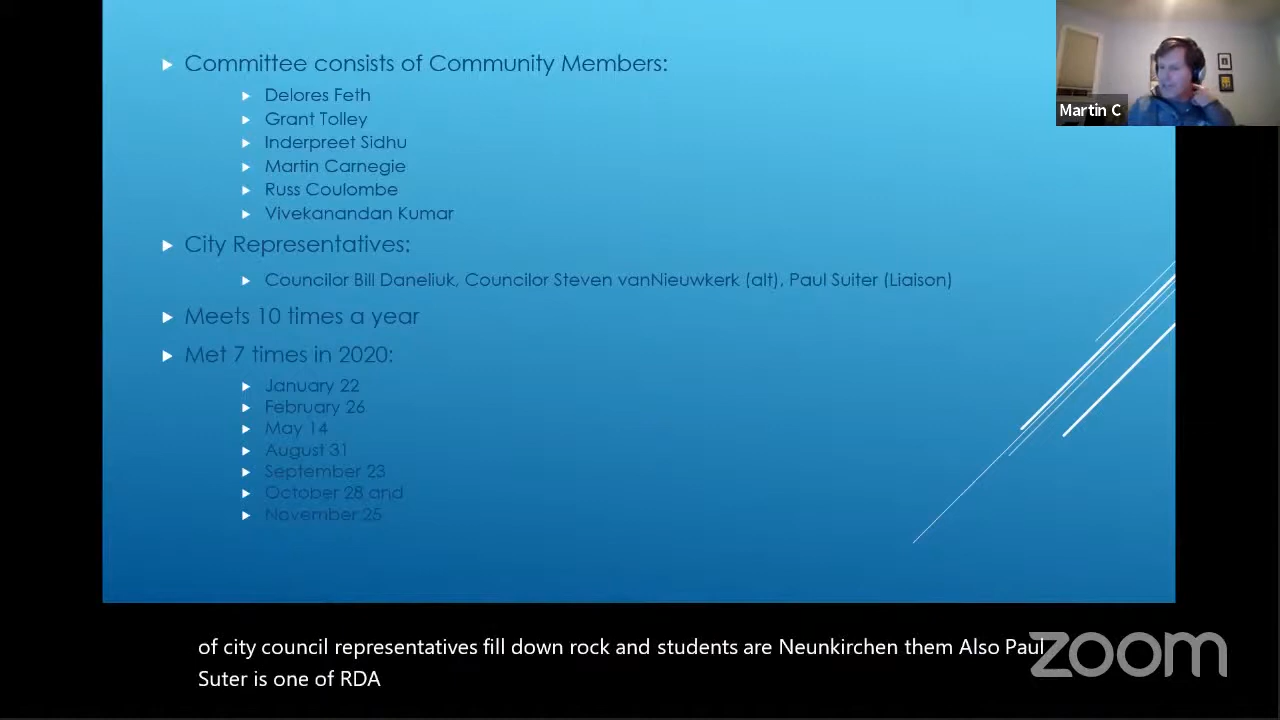 Committee consists of Community Members:
Delores Feth
Grant Tolley
Inderpreet Sidhu
Martin Carnegie
Russ Coulombe
Vivekanandan Kumar
City Representatives:
Councilor Bill Daneliuk, Councilor Steven vanNieuwkerk (alt), Paul Suiter (Liaison)
Meets 10 times a year
Met 7 times in 2020:
January 22
February 26
May 14
August 31
September 23
October 28 and
November 25
Martin C
of city council representatives fill down rock and students are Neunkirchen them Also Paul
Suter is one of RDA
zoom